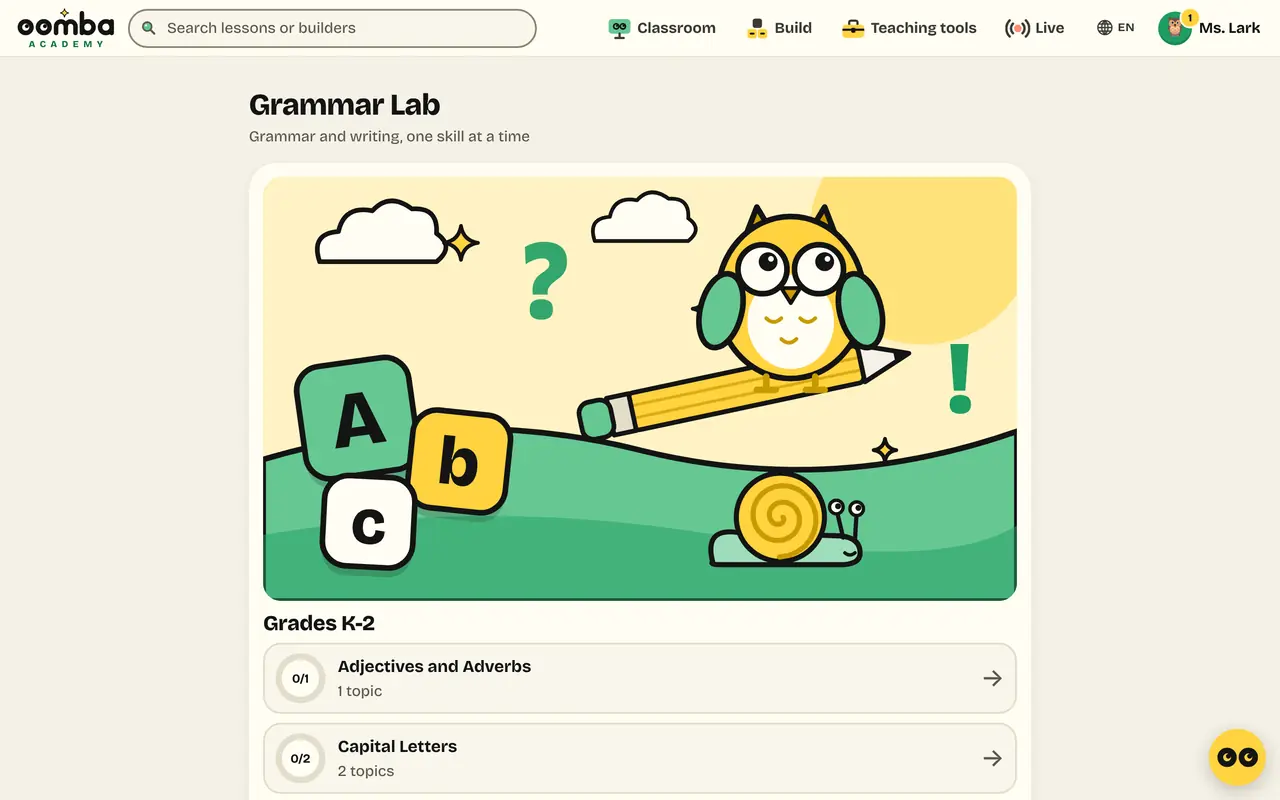 oomba
ACADEMY
Search lessons or builders
Classroom
Build
Teaching tools
Live
EN
1
Ms. Lark
Grammar Lab
Grammar and writing, one skill at a time
?
!
A
b
c
Grades K-2
0/1
Adjectives and Adverbs
1 topic
0/2
Capital Letters
2 topics